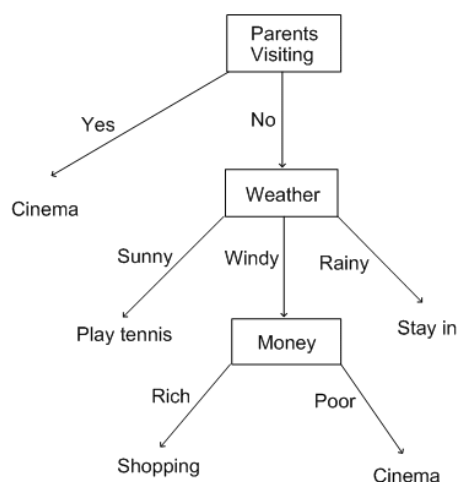 Parents
Visiting
Yes
No
Cinema
Weather
Sunny
Windy
Rainy
Play tennis
Stay in
Money
Rich
Poor
Shopping
Cinema